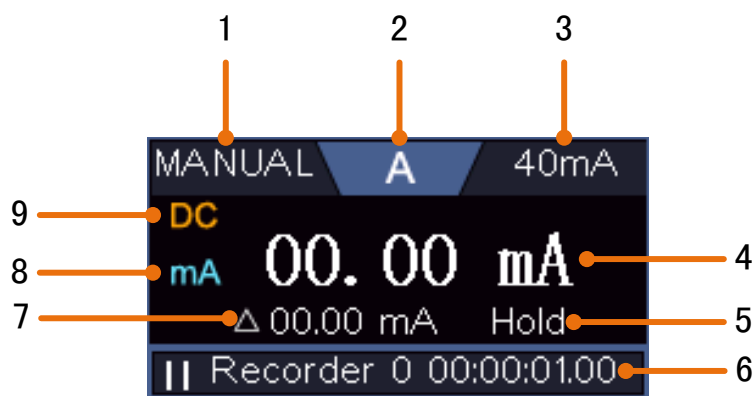 1 2 3
MANUAL A 40mA
9 DC
8 mA 00.00 mA 4
7 △ 00.00 mA Hold 5
|| Recorder 0 00:00:01.00 6